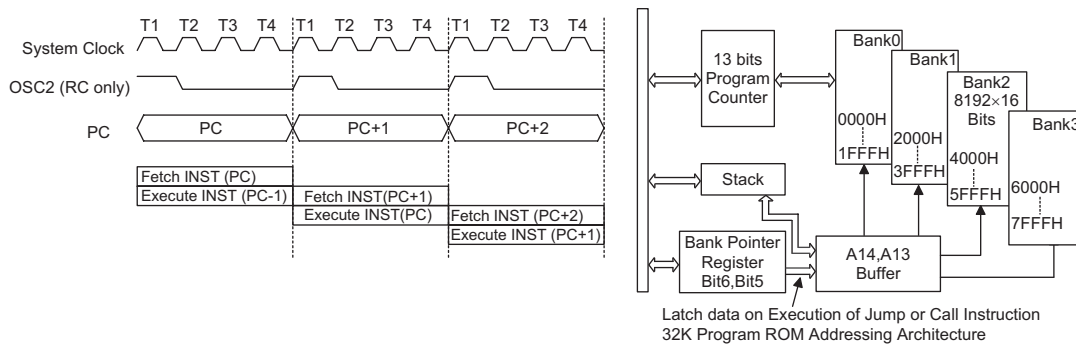 T1 T2 T3 T4 T1 T2 T3 T4 T1 T2 T3 T4
System Clock
OSC2 (RC only)
PC PC PC+1 PC+2
Fetch INST (PC)
Execute INST (PC-1) Fetch INST(PC+1)
Execute INST(PC) Fetch INST (PC+2)
Execute INST (PC+1)
13 bits
Program
Counter
Stack
Bank Pointer
Register
Bit6,Bit5
A14,A13
Buffer
Bank0
0000H
1FFFH
Bank1
2000H
3FFFH
Bank2
8192×16
Bits
4000H
5FFFH
Bank3
6000H
7FFFH
Latch data on Execution of Jump or Call Instruction
32K Program ROM Addressing Architecture